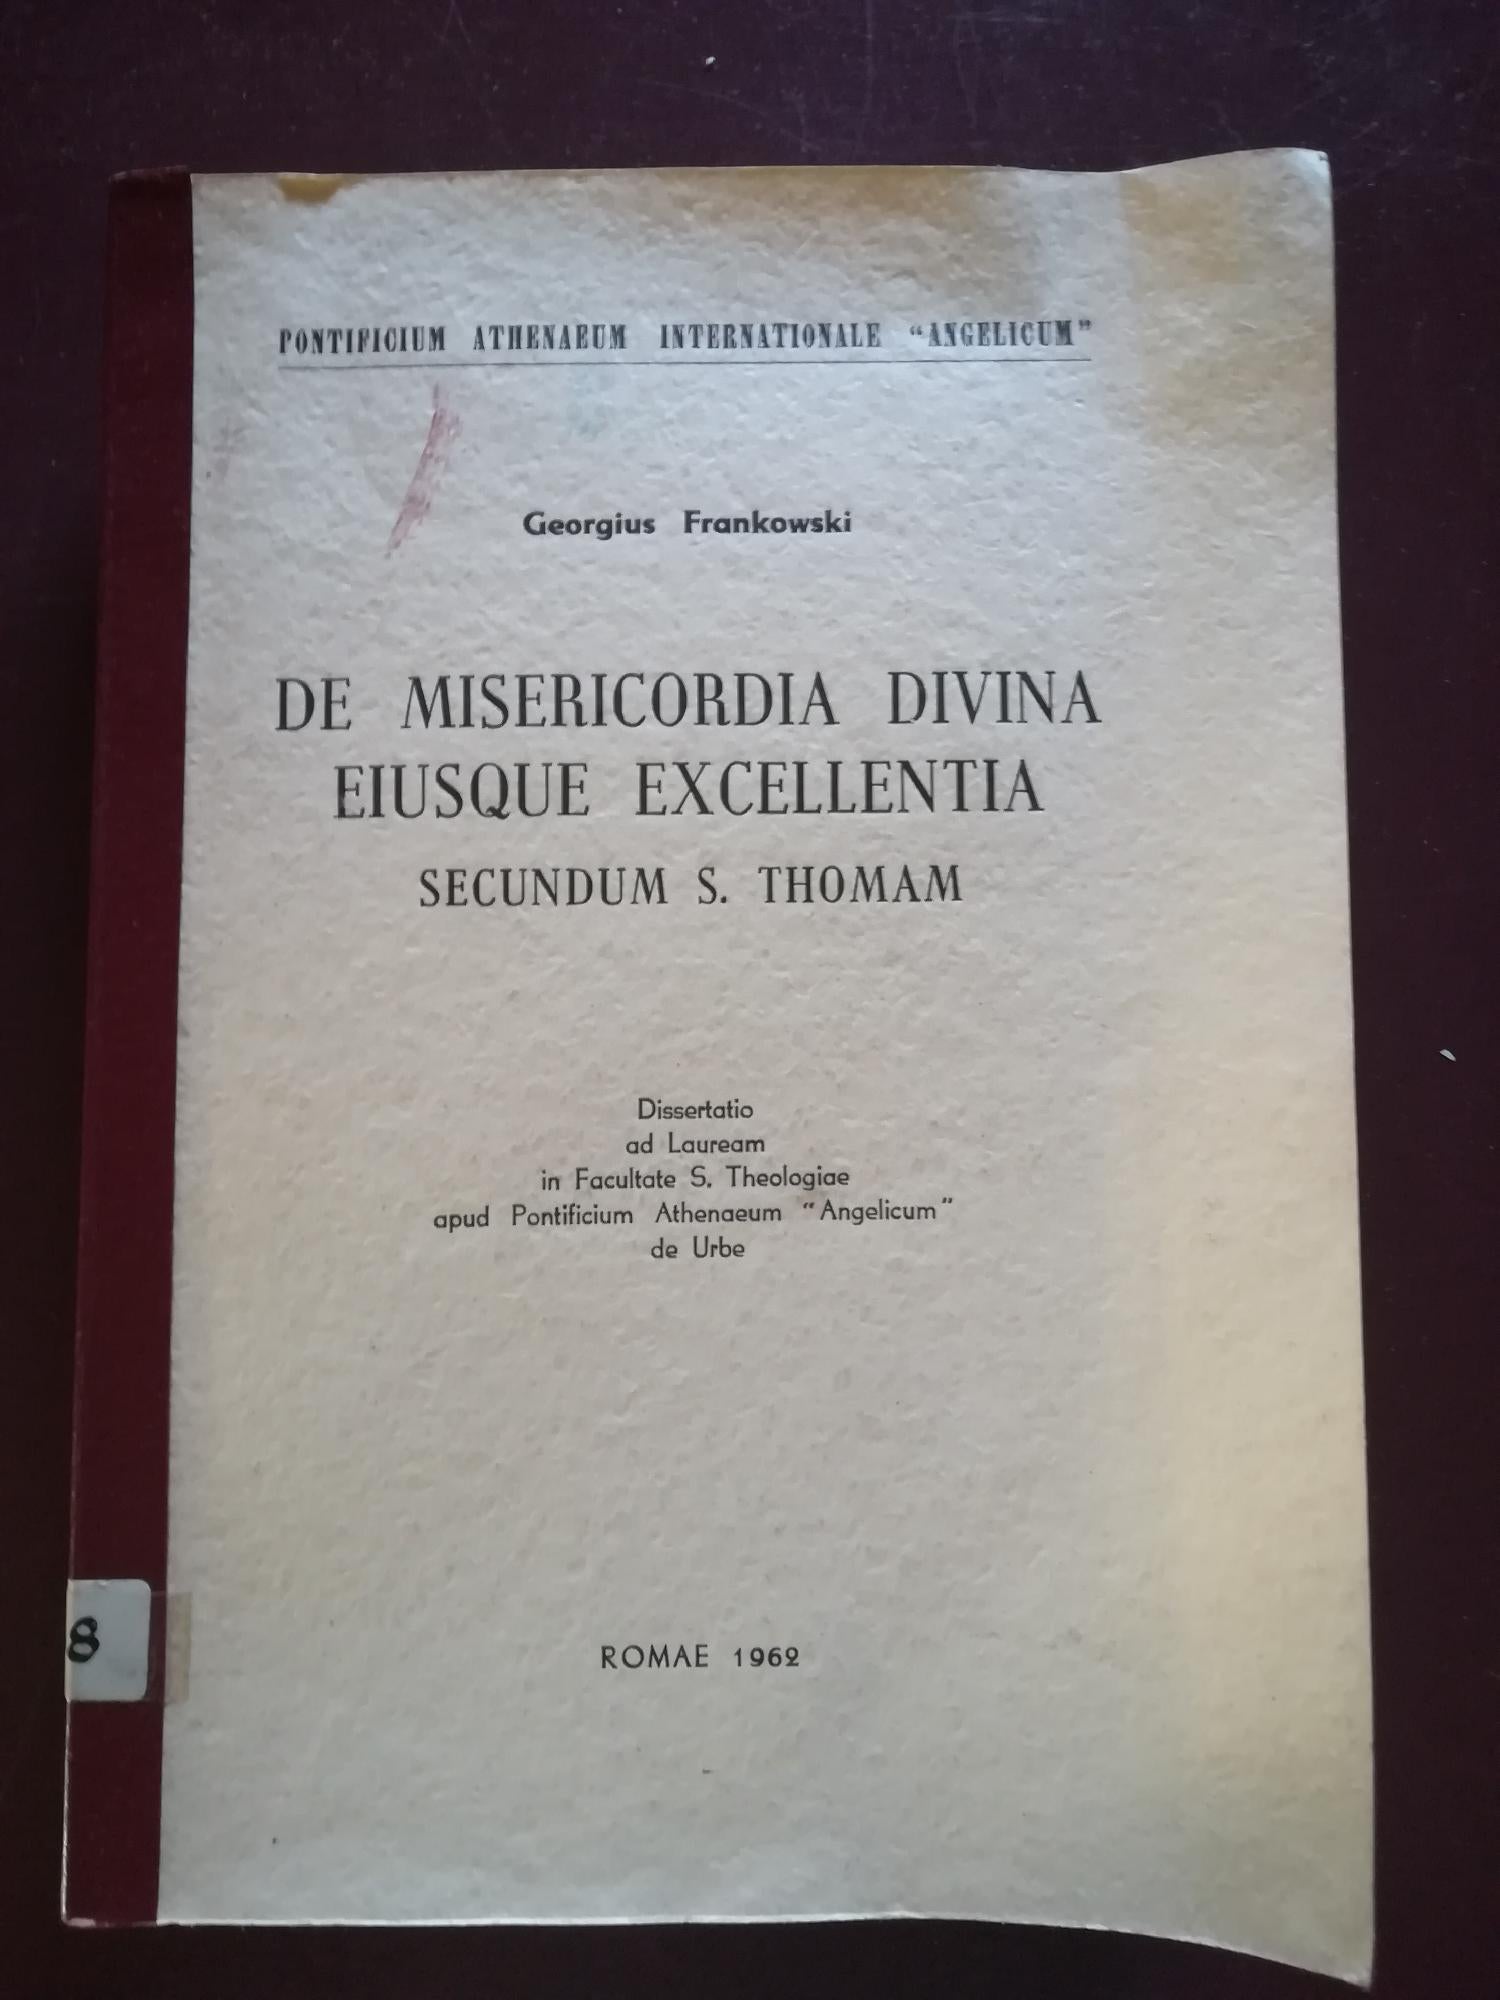 PONTIFICIUM ATHENAEUM INTERNATIONALE “ANGELICUM”
Georgius Frankowski
DE MISERICORDIA DIVINA
EIUSQUE EXCELLENTIA
SECUNDUM S. THOMAM
Dissertatio
ad Lauream
in Facultate S. Theologiae
apud Pontificium Athenaeum “Angelicum”
de Urbe
8
ROMAE 1962